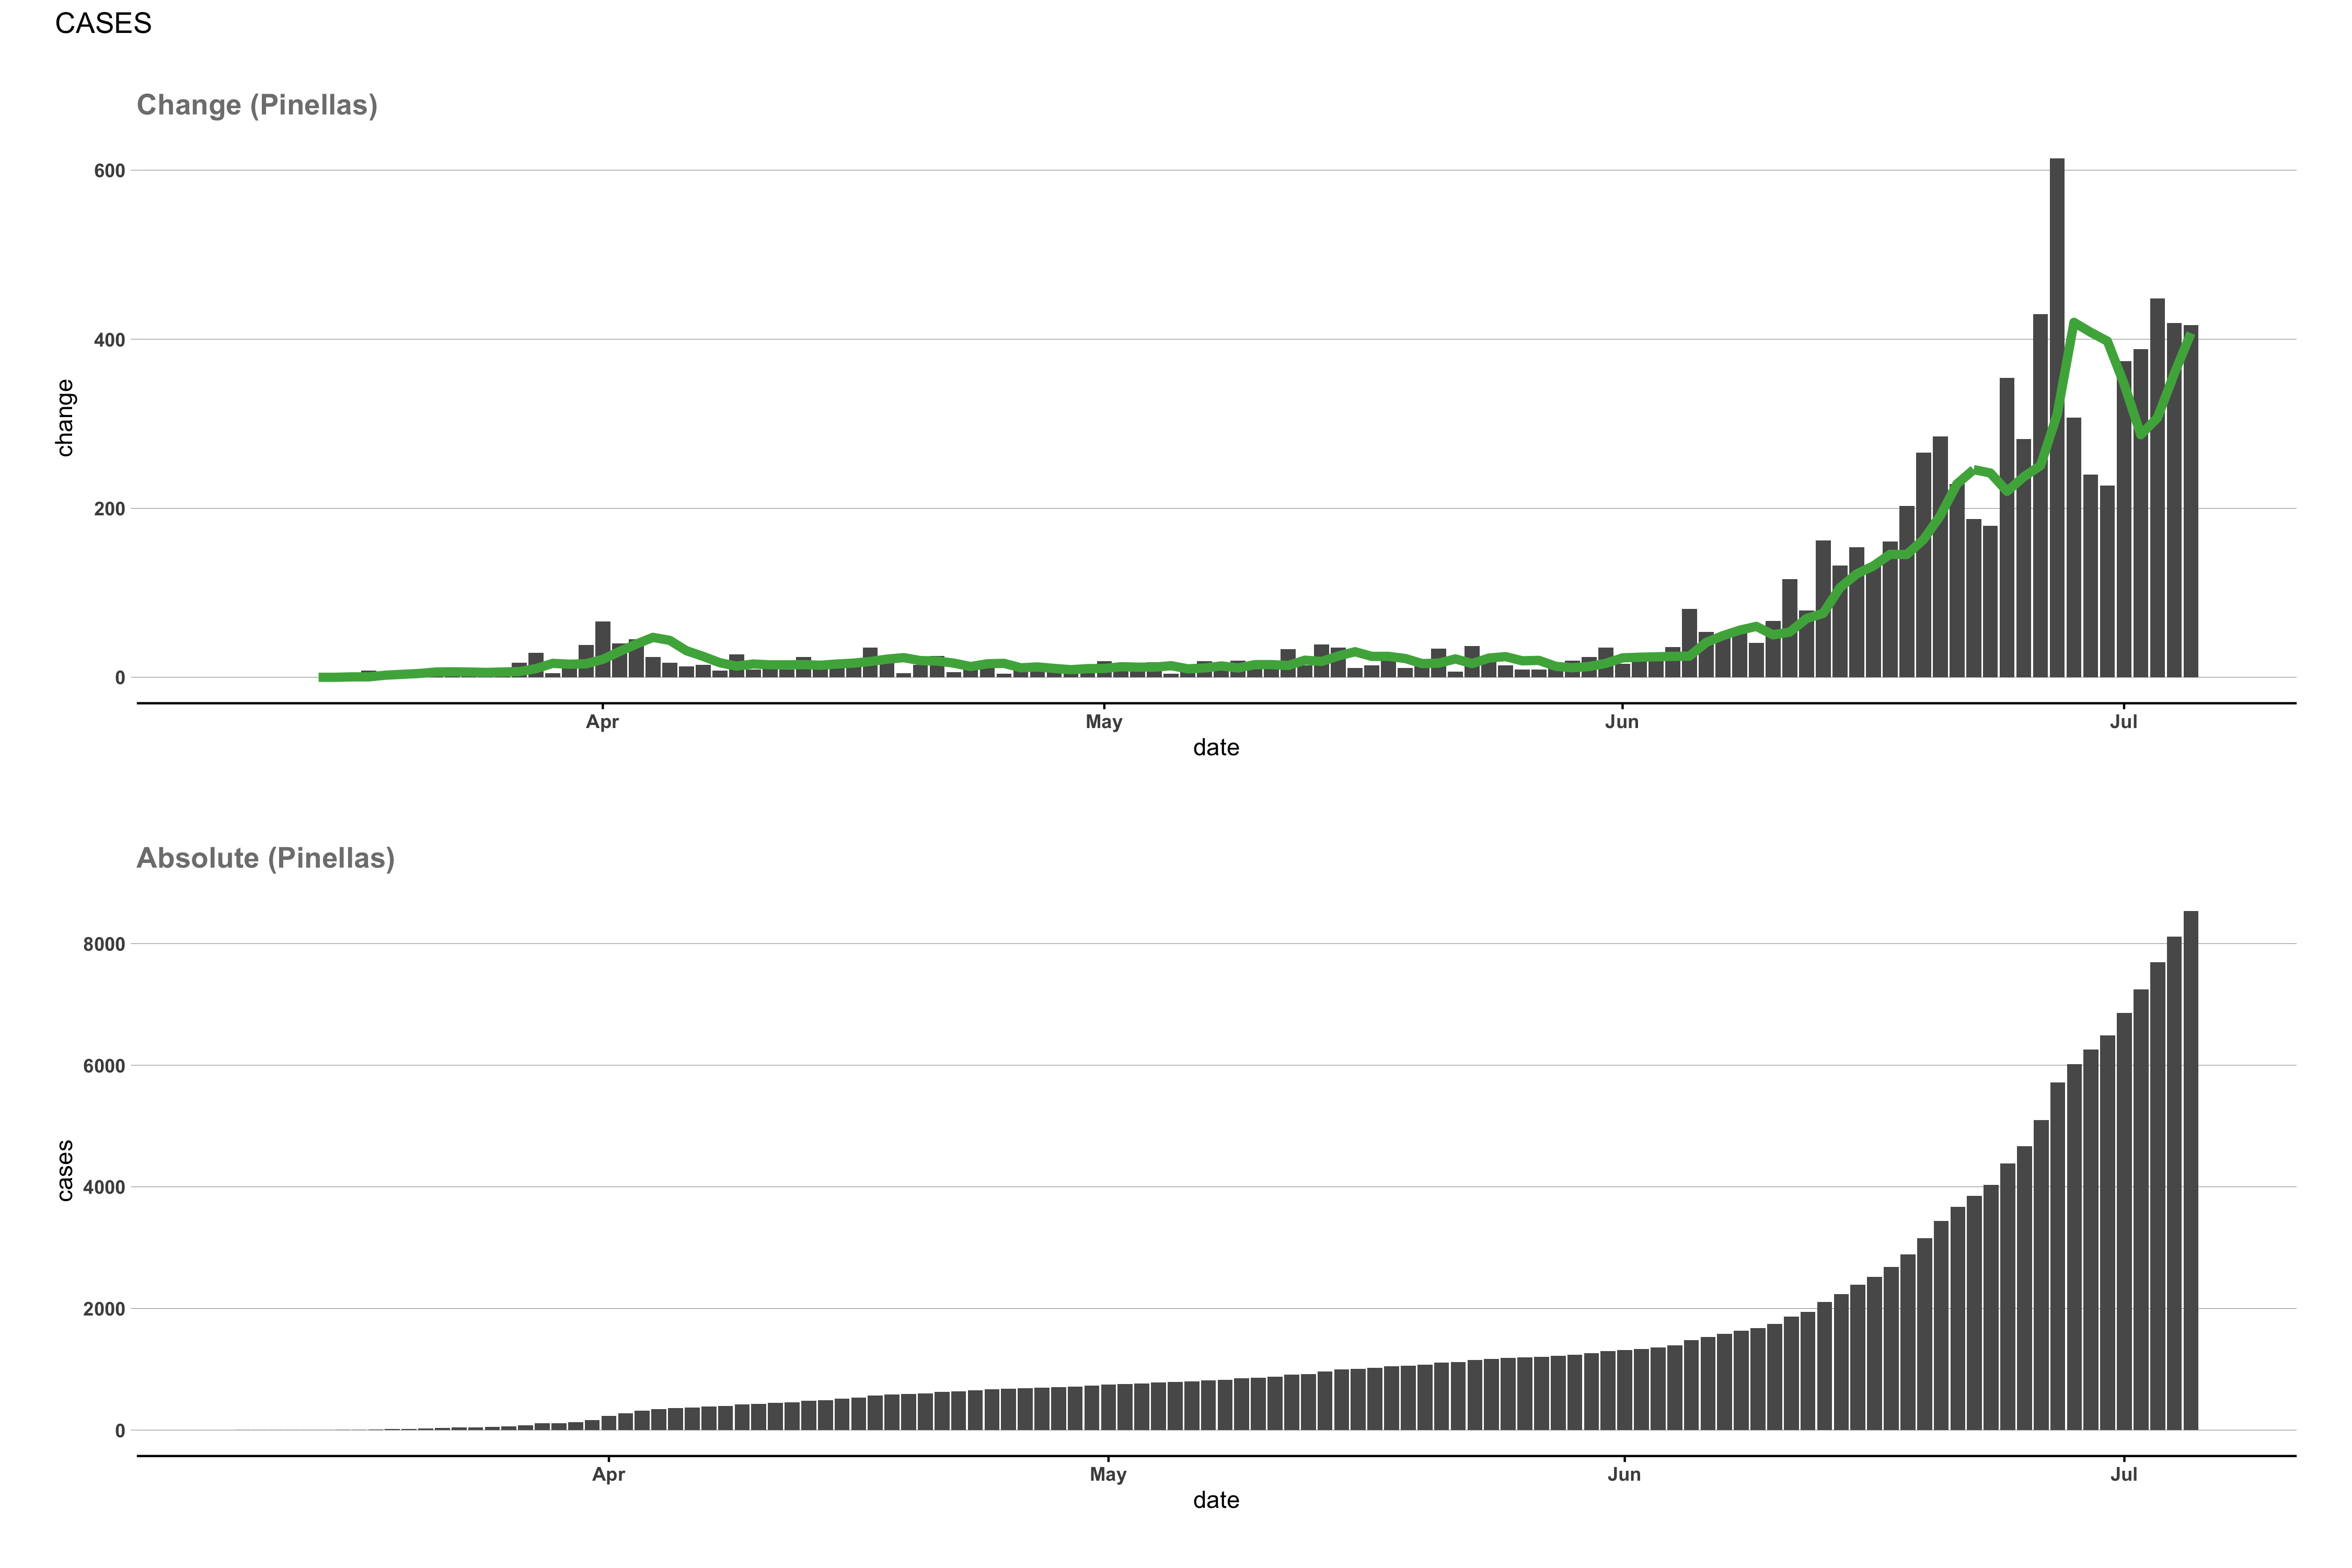 CASES
Change (Pinellas)
600
400
200
0
change
Apr May Jun Jul
date
Absolute (Pinellas)
8000
6000
4000
2000
0
cases
Apr May Jun Jul
date